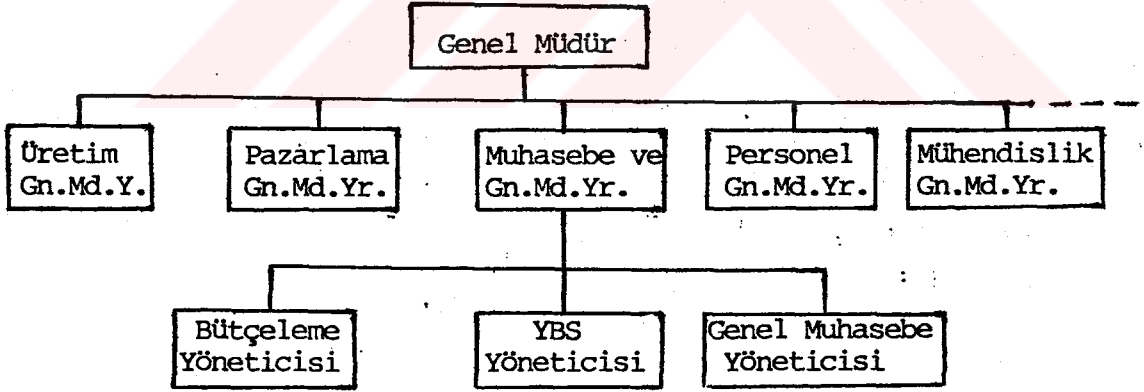 Genel Müdür
Üretim
Gn.Md.Y.
Pazarlama
Gn.Md.Yr.
Muhasebe ve
Gn.Md.Yr.
Personel
Gn.Md.Yr.
Mühendislik
Gn.Md.Yr.
Bütçeleme
Yöneticisi
YBS
Yöneticisi
Genel Muhasebe
Yöneticisi